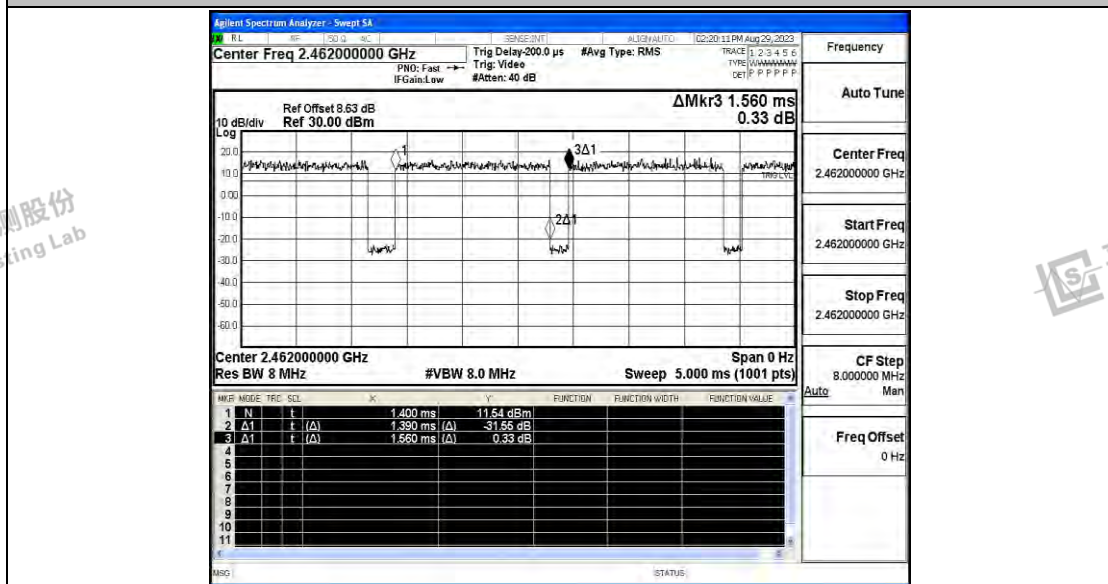 Agilent Spectrum Analyzer - Swept SA
RL RF 50 Ω AC SENSE:INT ALIGNAUTO 02:20:11 PM Aug 29, 2023
Center Freq 2.462000000 GHz
PNO: Fast
IFGain:Low
Trig Delay-200.0 µs
Trig: Video
#Atten: 40 dB
#Avg Type: RMS
TRACE 1 2 3 4 5 6
TYPE WWWWWW
DET P P P P P P
Frequency
Auto Tune
Center Freq
2.462000000 GHz
Start Freq
2.462000000 GHz
Stop Freq
2.462000000 GHz
CF Step
8.000000 MHz
Auto Man
Freq Offset
0 Hz
ΔMkr3 1.560 ms
0.33 dB
Ref Offset 8.63 dB
10 dB/div Ref 30.00 dBm
Log
20.0
10.0
0.00
-10.0
-20.0
-30.0
-40.0
-50.0
-60.0
1
3Δ1
2Δ1
TRIG LVL
Center 2.462000000 GHz Span 0 Hz
Res BW 8 MHz #VBW 8.0 MHz Sweep 5.000 ms (1001 pts)
MKR MODE TRC SCL X Y FUNCTION FUNCTION WIDTH FUNCTION VALUE
1 N t 1.400 ms 11.54 dBm
2 Δ1 t (Δ) 1.390 ms (Δ) -31.55 dB
3 Δ1 t (Δ) 1.560 ms (Δ) 0.33 dB
4
5
6
7
8
9
10
11
MSG STATUS
测股份
sting Lab